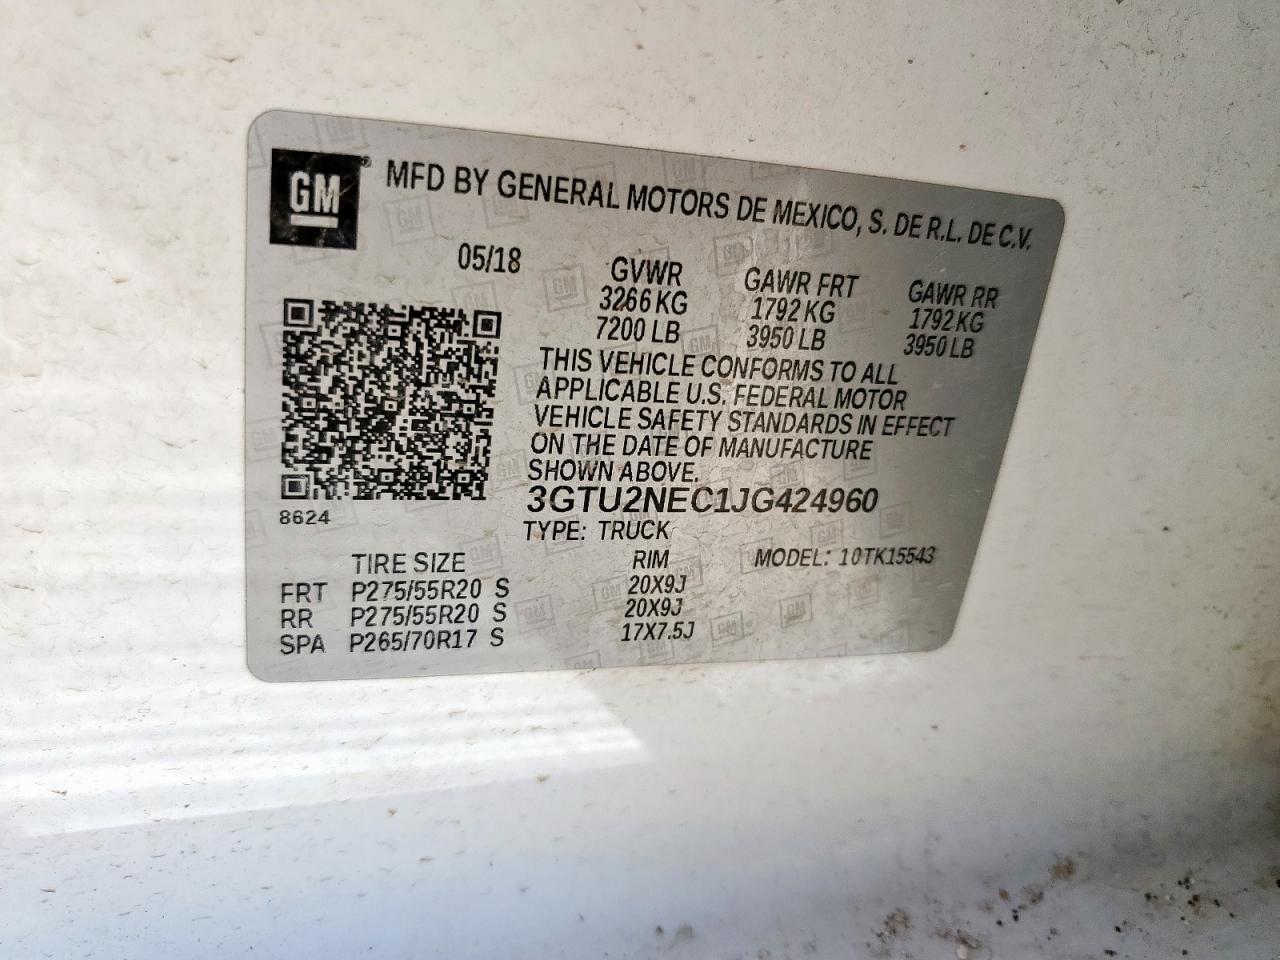 GM® MFD BY GENERAL MOTORS DE MEXICO, S. DE R.L. DE C.V.
05/18 GVWR GAWR FRT GAWR RR
3266 KG 1792 KG 1792 KG
7200 LB 3950 LB 3950 LB
THIS VEHICLE CONFORMS TO ALL
APPLICABLE U.S. FEDERAL MOTOR
VEHICLE SAFETY STANDARDS IN EFFECT
ON THE DATE OF MANUFACTURE
SHOWN ABOVE.
3GTU2NEC1JG424960
8624
TYPE: TRUCK
TIRE SIZE RIM MODEL: 10TK15543
FRT P275/55R20 S 20X9J
RR P275/55R20 S 20X9J
SPA P265/70R17 S 17X7.5J